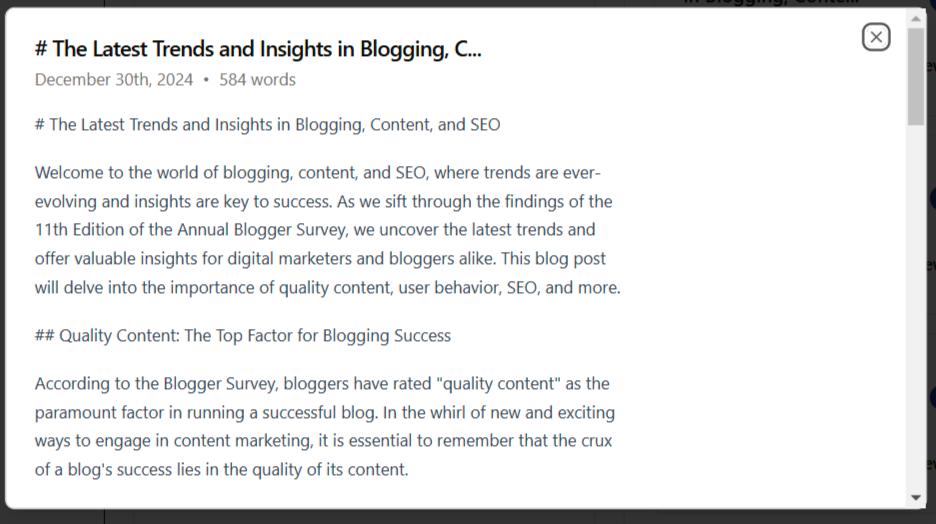 # The Latest Trends and Insights in Blogging, C...
December 30th, 2024 • 584 words
# The Latest Trends and Insights in Blogging, Content, and SEO
Welcome to the world of blogging, content, and SEO, where trends are ever-
evolving and insights are key to success. As we sift through the findings of the
11th Edition of the Annual Blogger Survey, we uncover the latest trends and
offer valuable insights for digital marketers and bloggers alike. This blog post
will delve into the importance of quality content, user behavior, SEO, and more.
## Quality Content: The Top Factor for Blogging Success
According to the Blogger Survey, bloggers have rated "quality content" as the
paramount factor in running a successful blog. In the whirl of new and exciting
ways to engage in content marketing, it is essential to remember that the crux
of a blog's success lies in the quality of its content.